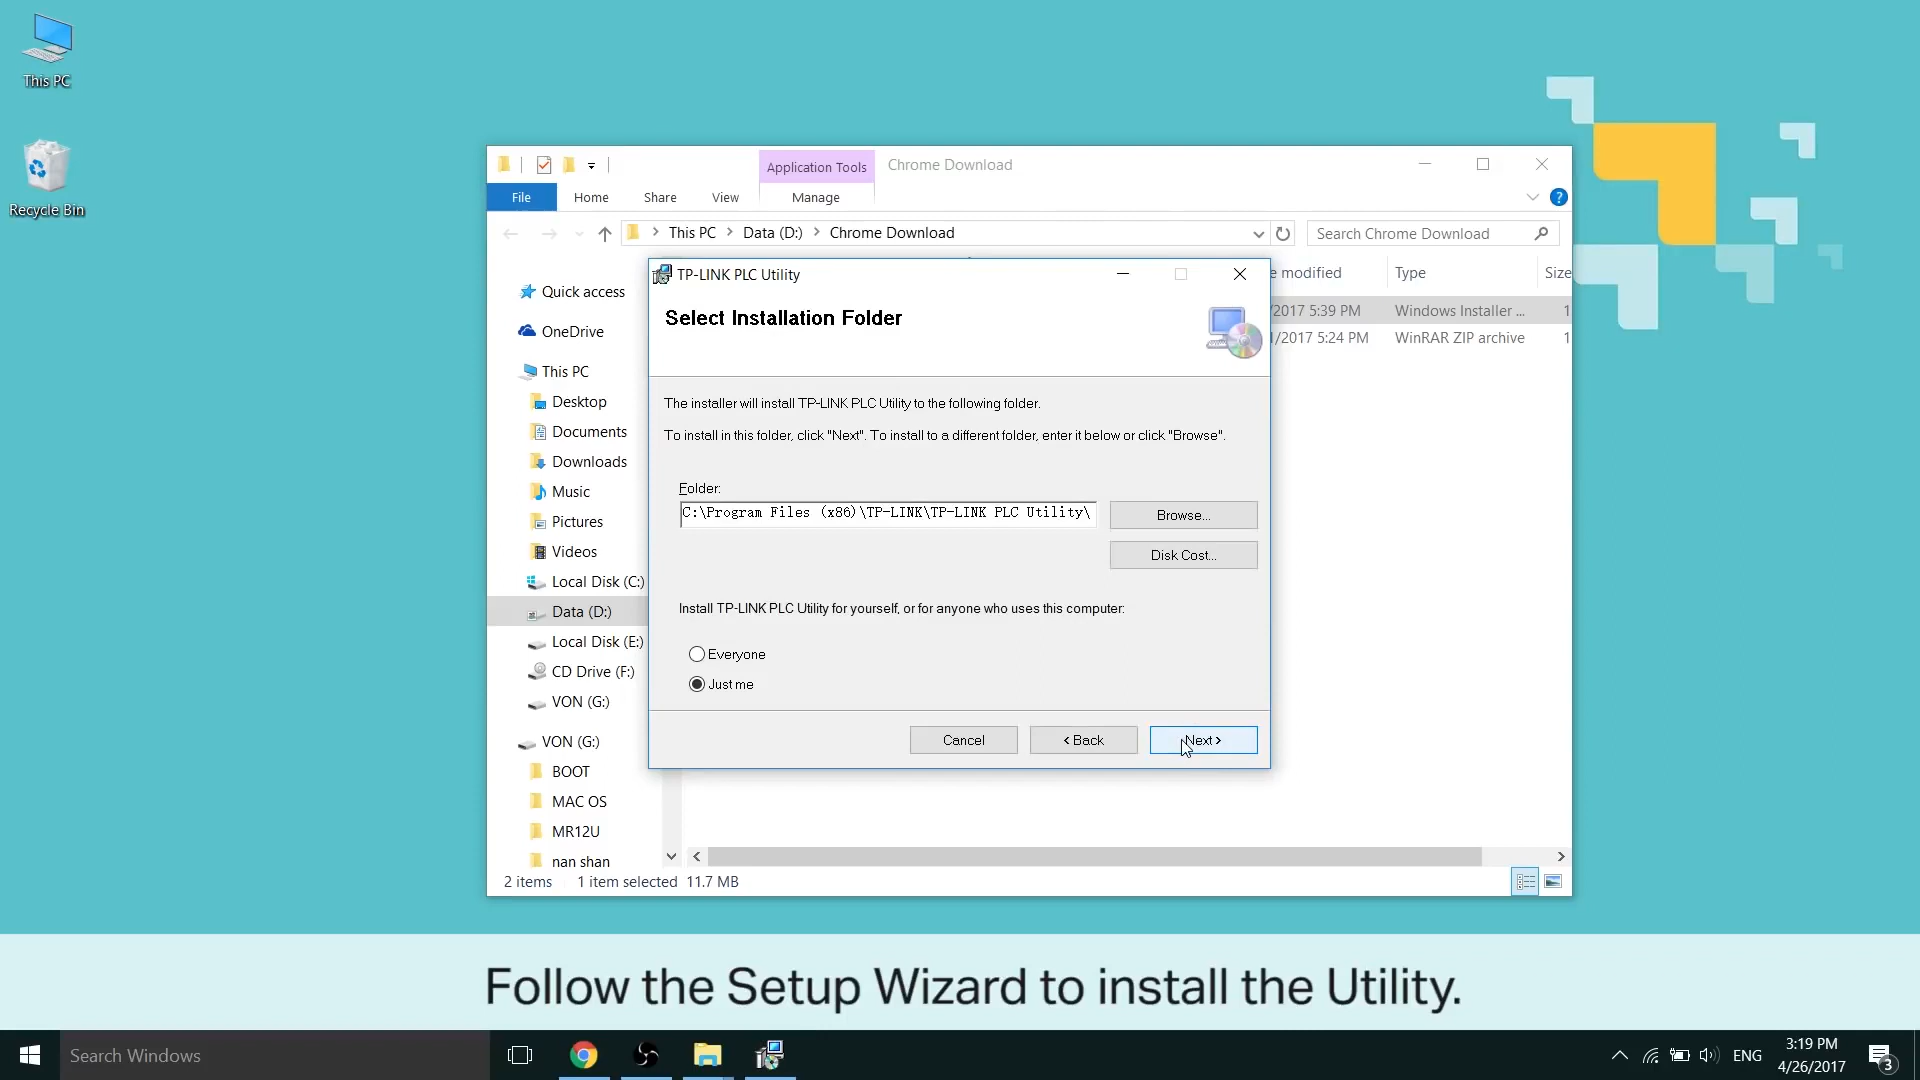 This PC
Recycle Bin
Application Tools
Chrome Download
File
Home
Share
View
Manage
This PC
Data (D:)
Chrome Download
Search Chrome Download
e modified
Type
Size
/2017 5:39 PM
Windows Installer ...
1
/2017 5:24 PM
WinRAR ZIP archive
1
Quick access
OneDrive
This PC
Desktop
Documents
Downloads
Music
Pictures
Videos
Local Disk (C:)
Data (D:)
Local Disk (E:)
CD Drive (F:)
VON (G:)
VON (G:)
BOOT
MAC OS
MR12U
nan shan
2 items
1 item selected
11.7 MB
TP-LINK PLC Utility
Select Installation Folder
The installer will install TP-LINK PLC Utility to the following folder.
To install in this folder, click "Next". To install to a different folder, enter it below or click "Browse".
Folder:
C:\Program Files (x86)\TP-LINK\TP-LINK PLC Utility\
Browse...
Disk Cost...
Install TP-LINK PLC Utility for yourself, or for anyone who uses this computer:
Everyone
Just me
Cancel
< Back
Next >
Follow the Setup Wizard to install the Utility.
Search Windows
ENG
3:19 PM
4/26/2017
3